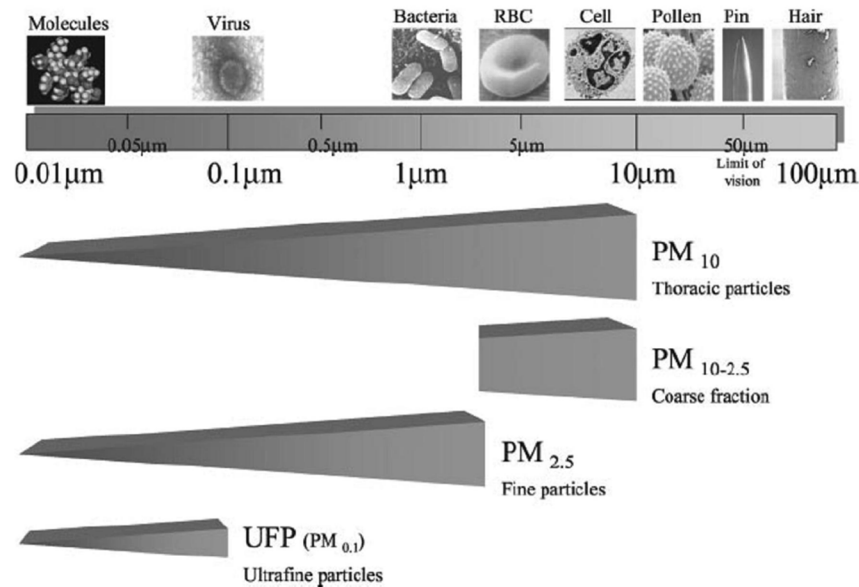 Molecules Virus Bacteria RBC Cell Pollen Pin Hair
0.05µm 0.5µm 5µm 50µm
0.01µm 0.1µm 1µm 10µm Limit of vision 100µm
PM 10
Thoracic particles
PM 10-2.5
Coarse fraction
PM 2.5
Fine particles
UFP (PM 0.1)
Ultrafine particles